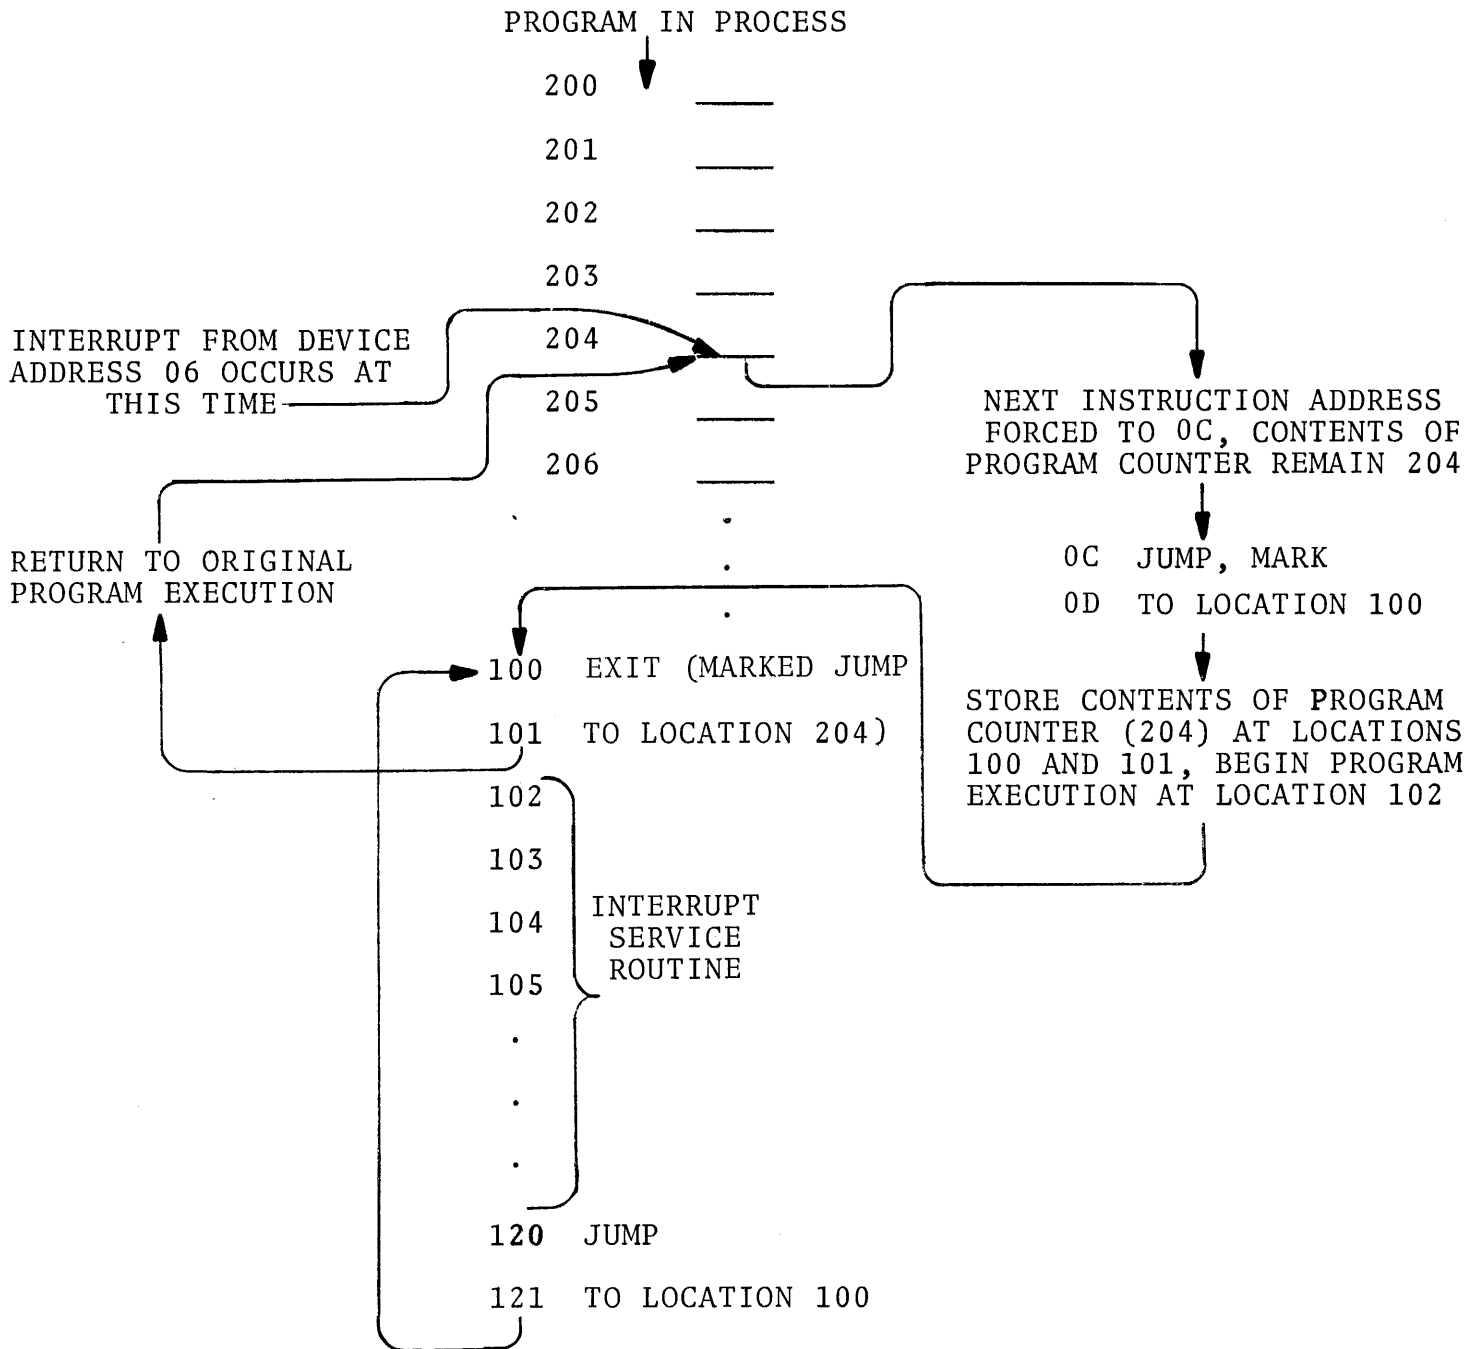 PROGRAM IN PROCESS
200
201
202
203
204
205
206
INTERRUPT FROM DEVICE
ADDRESS 06 OCCURS AT
THIS TIME
NEXT INSTRUCTION ADDRESS
FORCED TO 0C, CONTENTS OF
PROGRAM COUNTER REMAIN 204
0C JUMP, MARK
0D TO LOCATION 100
STORE CONTENTS OF PROGRAM
COUNTER (204) AT LOCATIONS
100 AND 101, BEGIN PROGRAM
EXECUTION AT LOCATION 102
RETURN TO ORIGINAL
PROGRAM EXECUTION
100 EXIT (MARKED JUMP
101 TO LOCATION 204)
102
103
104
105
INTERRUPT
SERVICE
ROUTINE
120 JUMP
121 TO LOCATION 100